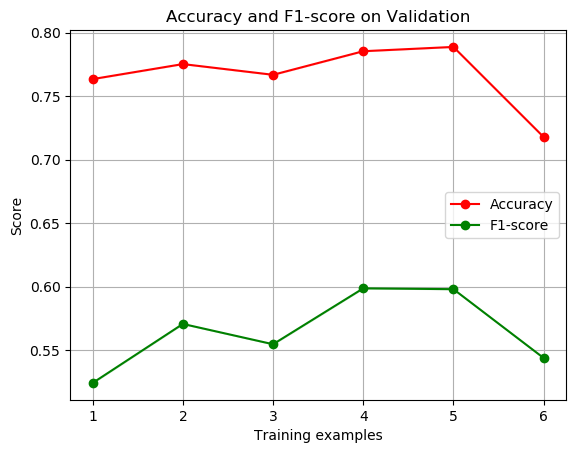 Accuracy and F1-score on Validation
0.80
0.75
0.70
0.65
0.60
0.55
Score
Accuracy
F1-score
1 2 3 4 5 6
Training examples